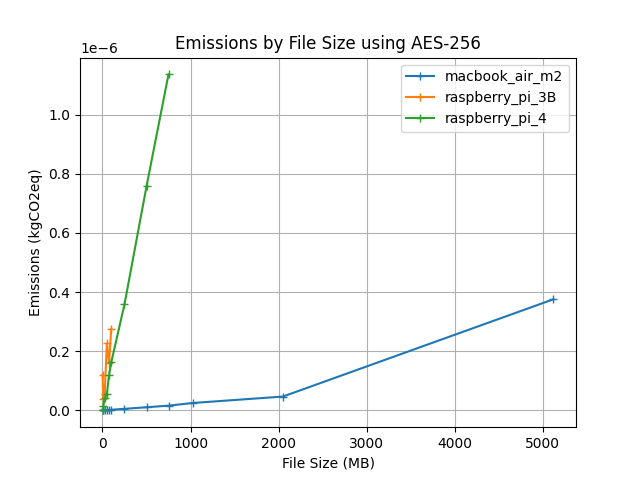 Emissions by File Size using AES-256
1e−6
macbook_air_m2
raspberry_pi_3B
raspberry_pi_4
1.0
0.8
0.6
0.4
0.2
0.0
Emissions (kgCO2eq)
0 1000 2000 3000 4000 5000
File Size (MB)